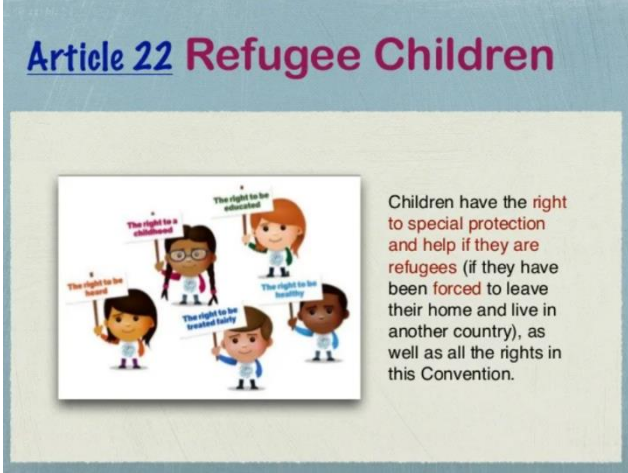 Article 22 Refugee Children
The right to be
educated
The right to a
childhood
The right to be
heard
The right to be
healthy
The right to be
treated fairly
Children have the right
to special protection
and help if they are
refugees (if they have
been forced to leave
their home and live in
another country), as
well as all the rights in
this Convention.